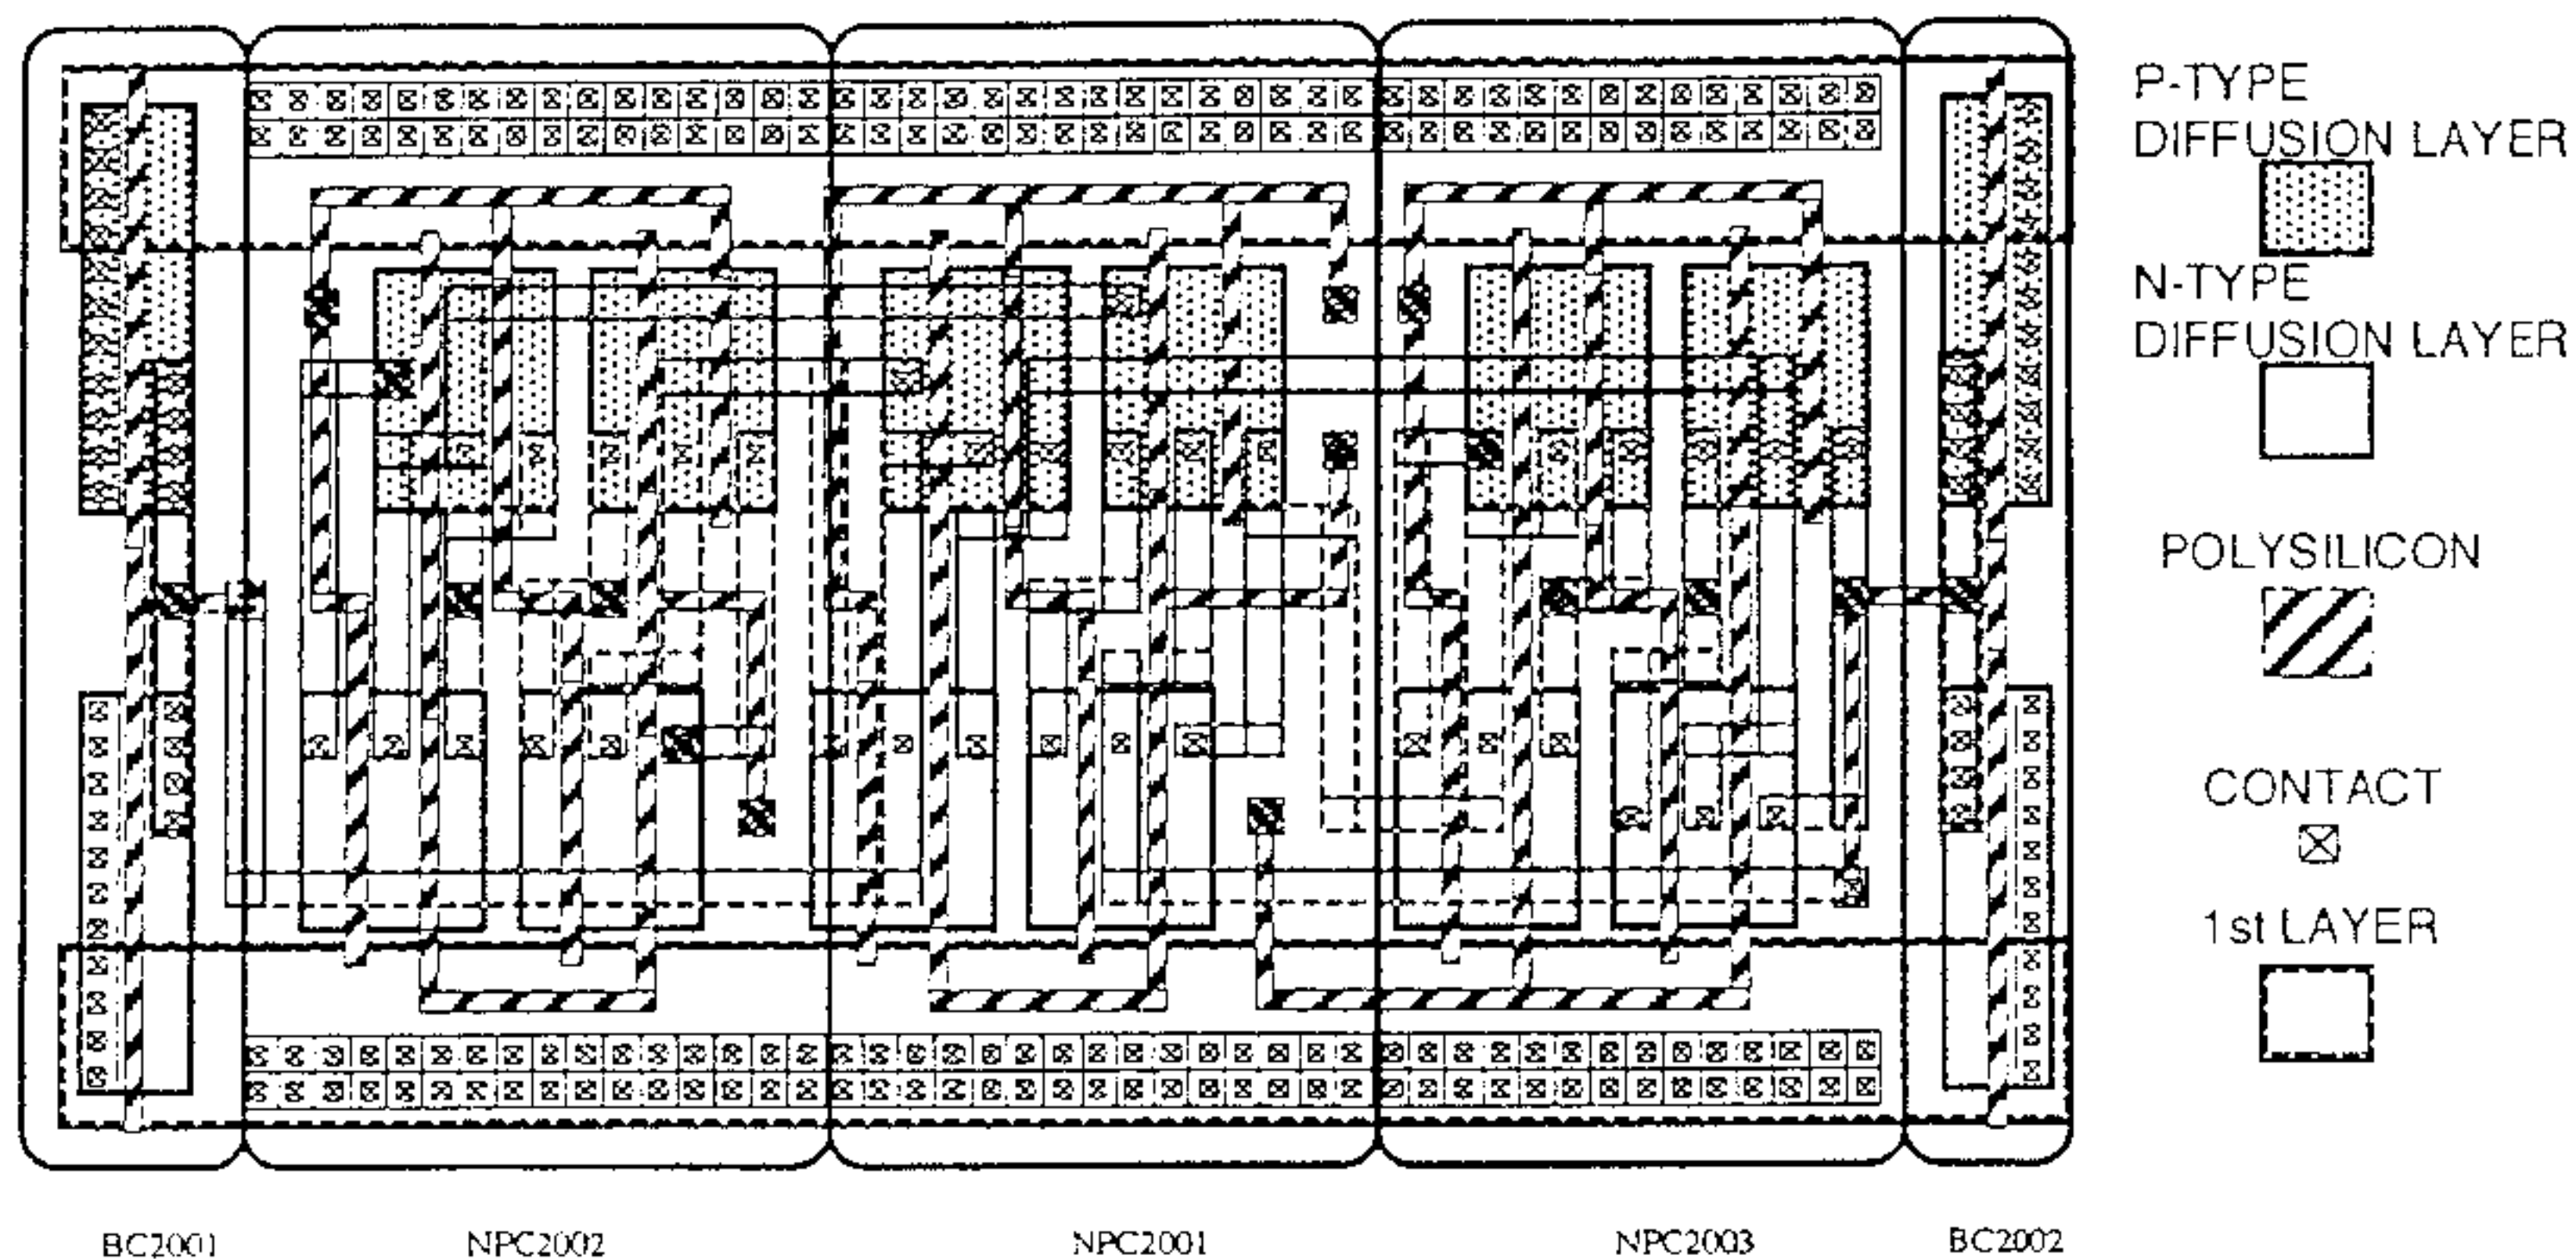 P-TYPE
DIFFUSION LAYER
N-TYPE
DIFFUSION LAYER
POLYSILICON
CONTACT
1st LAYER
BC2001
NPC2002
NPC2001
NPC2003
BC2002